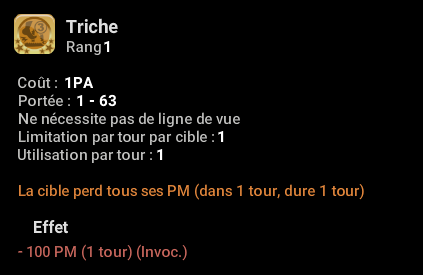 Triche
Rang 1
Coût : 1PA
Portée : 1 - 63
Ne nécessite pas de ligne de vue
Limitation par tour par cible : 1
Utilisation par tour : 1
La cible perd tous ses PM (dans 1 tour, dure 1 tour)
Effet
- 100 PM (1 tour) (Invoc.)